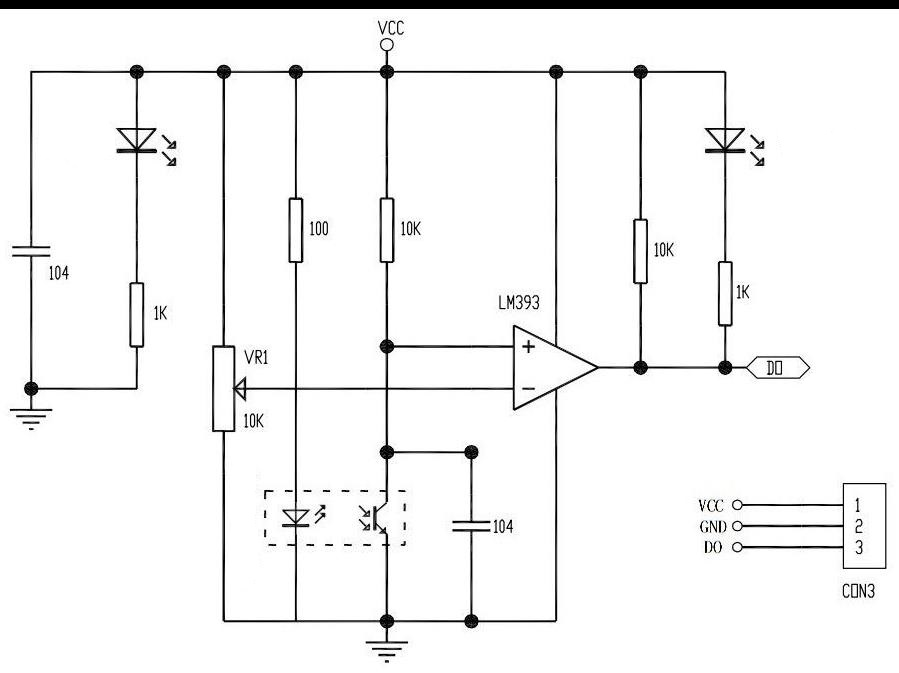 VCC
100
10K
10K
104
1K
1K
LM393
VR1
+
10K
−
DO
104
VCC 1
GND 2
DO 3
CON3